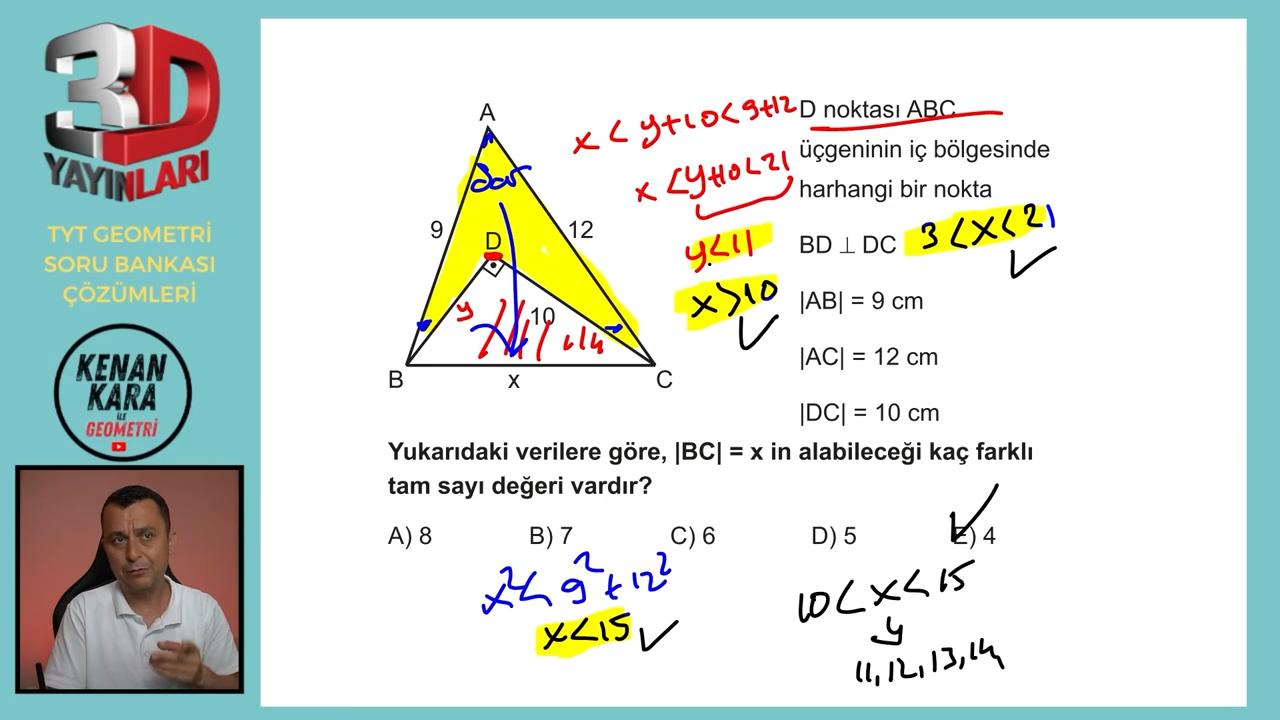 3D
YAYINLARI
TYT GEOMETRİ
SORU BANKASI
ÇÖZÜMLERİ
KENAN
KARA
İLE
GEOMETRİ
A
9
12
D
10
y
B
x
C
dar
x < y+10 < 9+12
x < y+10 < 21
y < 11
x > 10
D noktası ABC
üçgeninin iç bölgesinde
harhangi bir nokta
BD ⊥ DC
3 < x < 21
|AB| = 9 cm
|AC| = 12 cm
|DC| = 10 cm
Yukarıdaki verilere göre, |BC| = x in alabileceği kaç farklı
tam sayı değeri vardır?
A) 8 B) 7 C) 6 D) 5 E) 4
x² < 9² + 12²
x < 15
10 < x < 15
11, 12, 13, 14